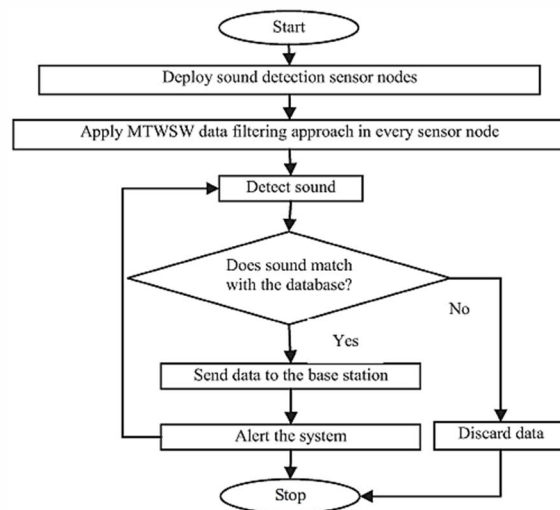 Start
Deploy sound detection sensor nodes
Apply MTWSW data filtering approach in every sensor node
Detect sound
Does sound match
with the database?
No
Yes
Send data to the base station
Alert the system
Discard data
Stop